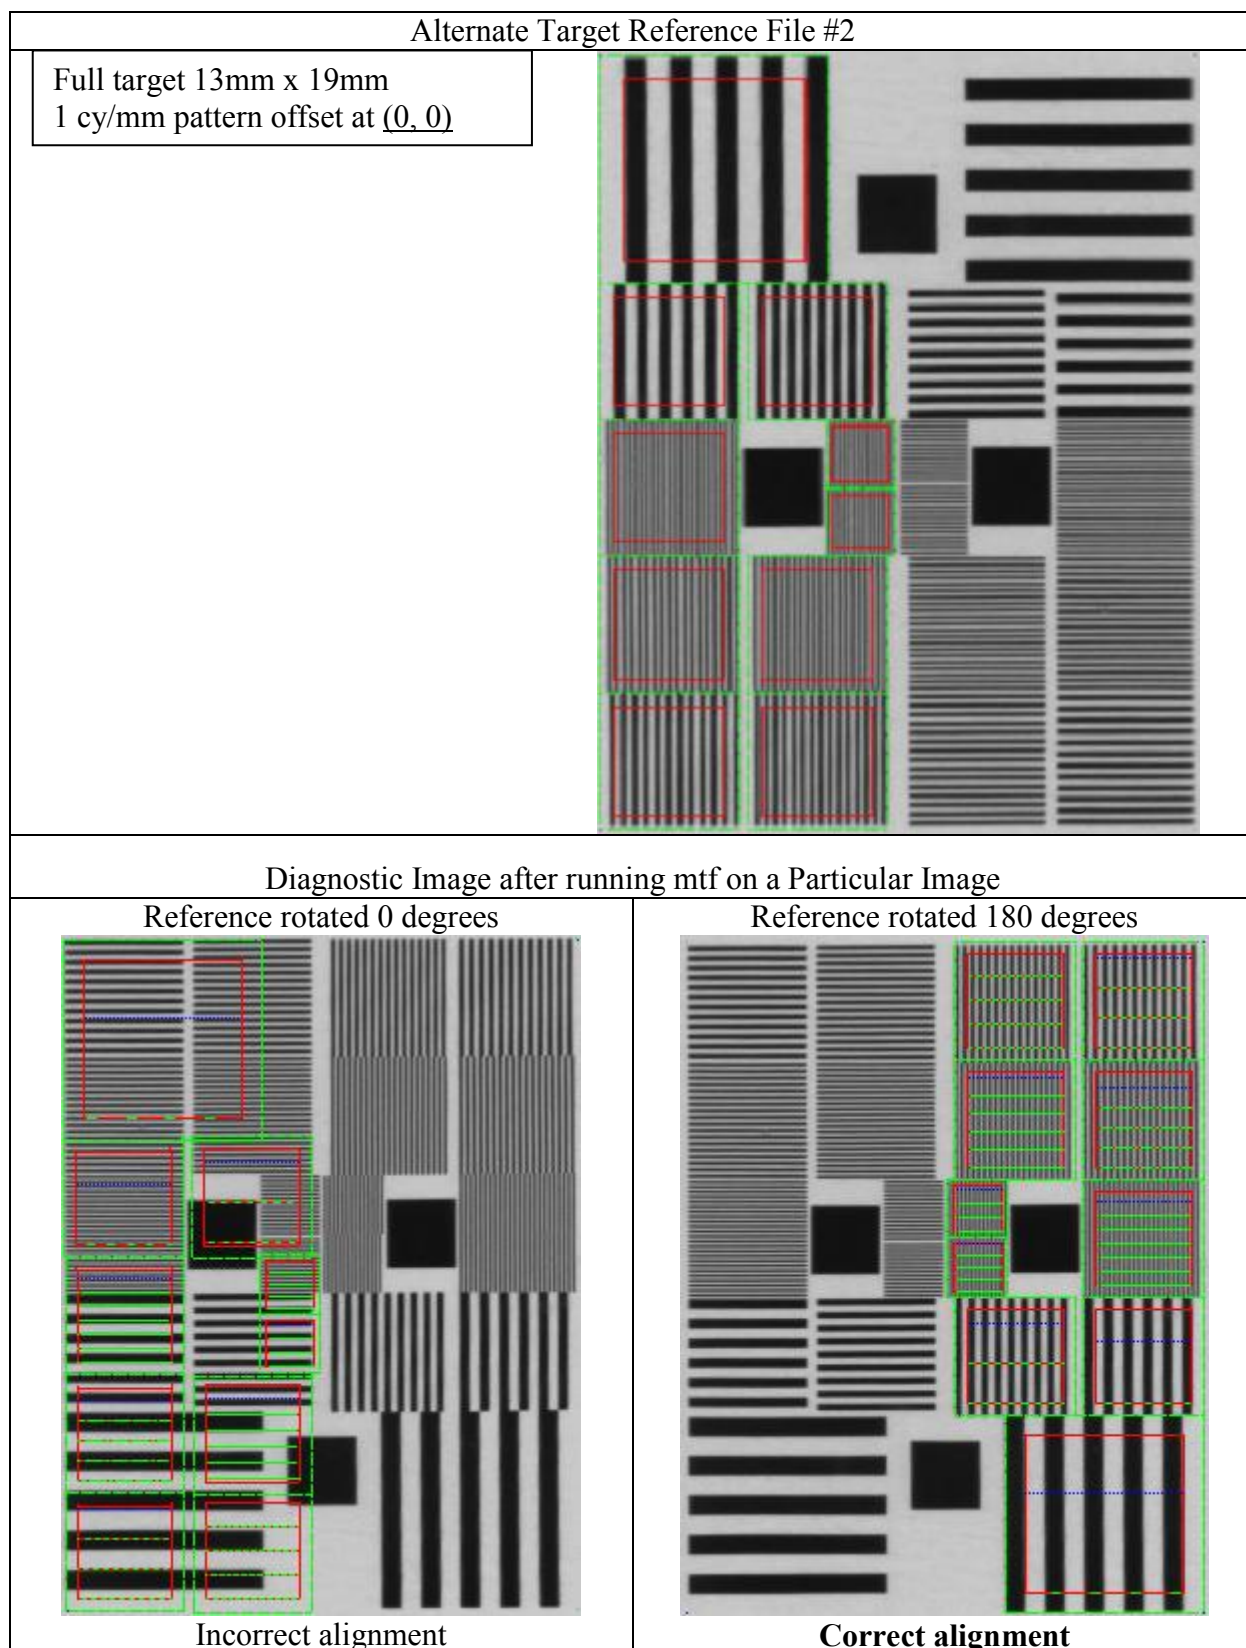 Alternate Target Reference File #2
Full target 13mm x 19mm
1 cy/mm pattern offset at (0, 0)
Diagnostic Image after running mtf on a Particular Image
Reference rotated 0 degrees
Reference rotated 180 degrees
Incorrect alignment
Correct alignment